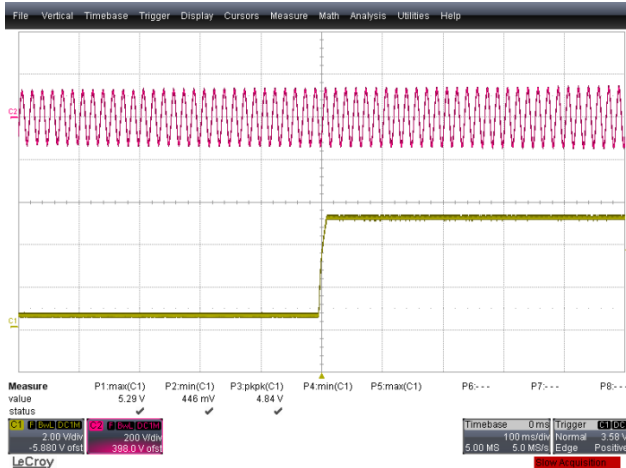 File Vertical Timebase Trigger Display Cursors Measure Math Analysis Utilities Help
C2
C1
Measure P1:max(C1) P2:min(C1) P3:pkpk(C1) P4:min(C1) P5:max(C1) P6:--- P7:--- P8:---
value 5.29 V 446 mV 4.84 V
status
C1 F BwL DC1M C2 F BwL DC1M Timebase 0 ms Trigger C1 DC
2.00 V/div 200 V/div 100 ms/div Normal 3.58 V
-5.880 V ofst 398.0 V ofst 5.00 MS 5.0 MS/s Edge Positive
LeCroy Slow Acquisition